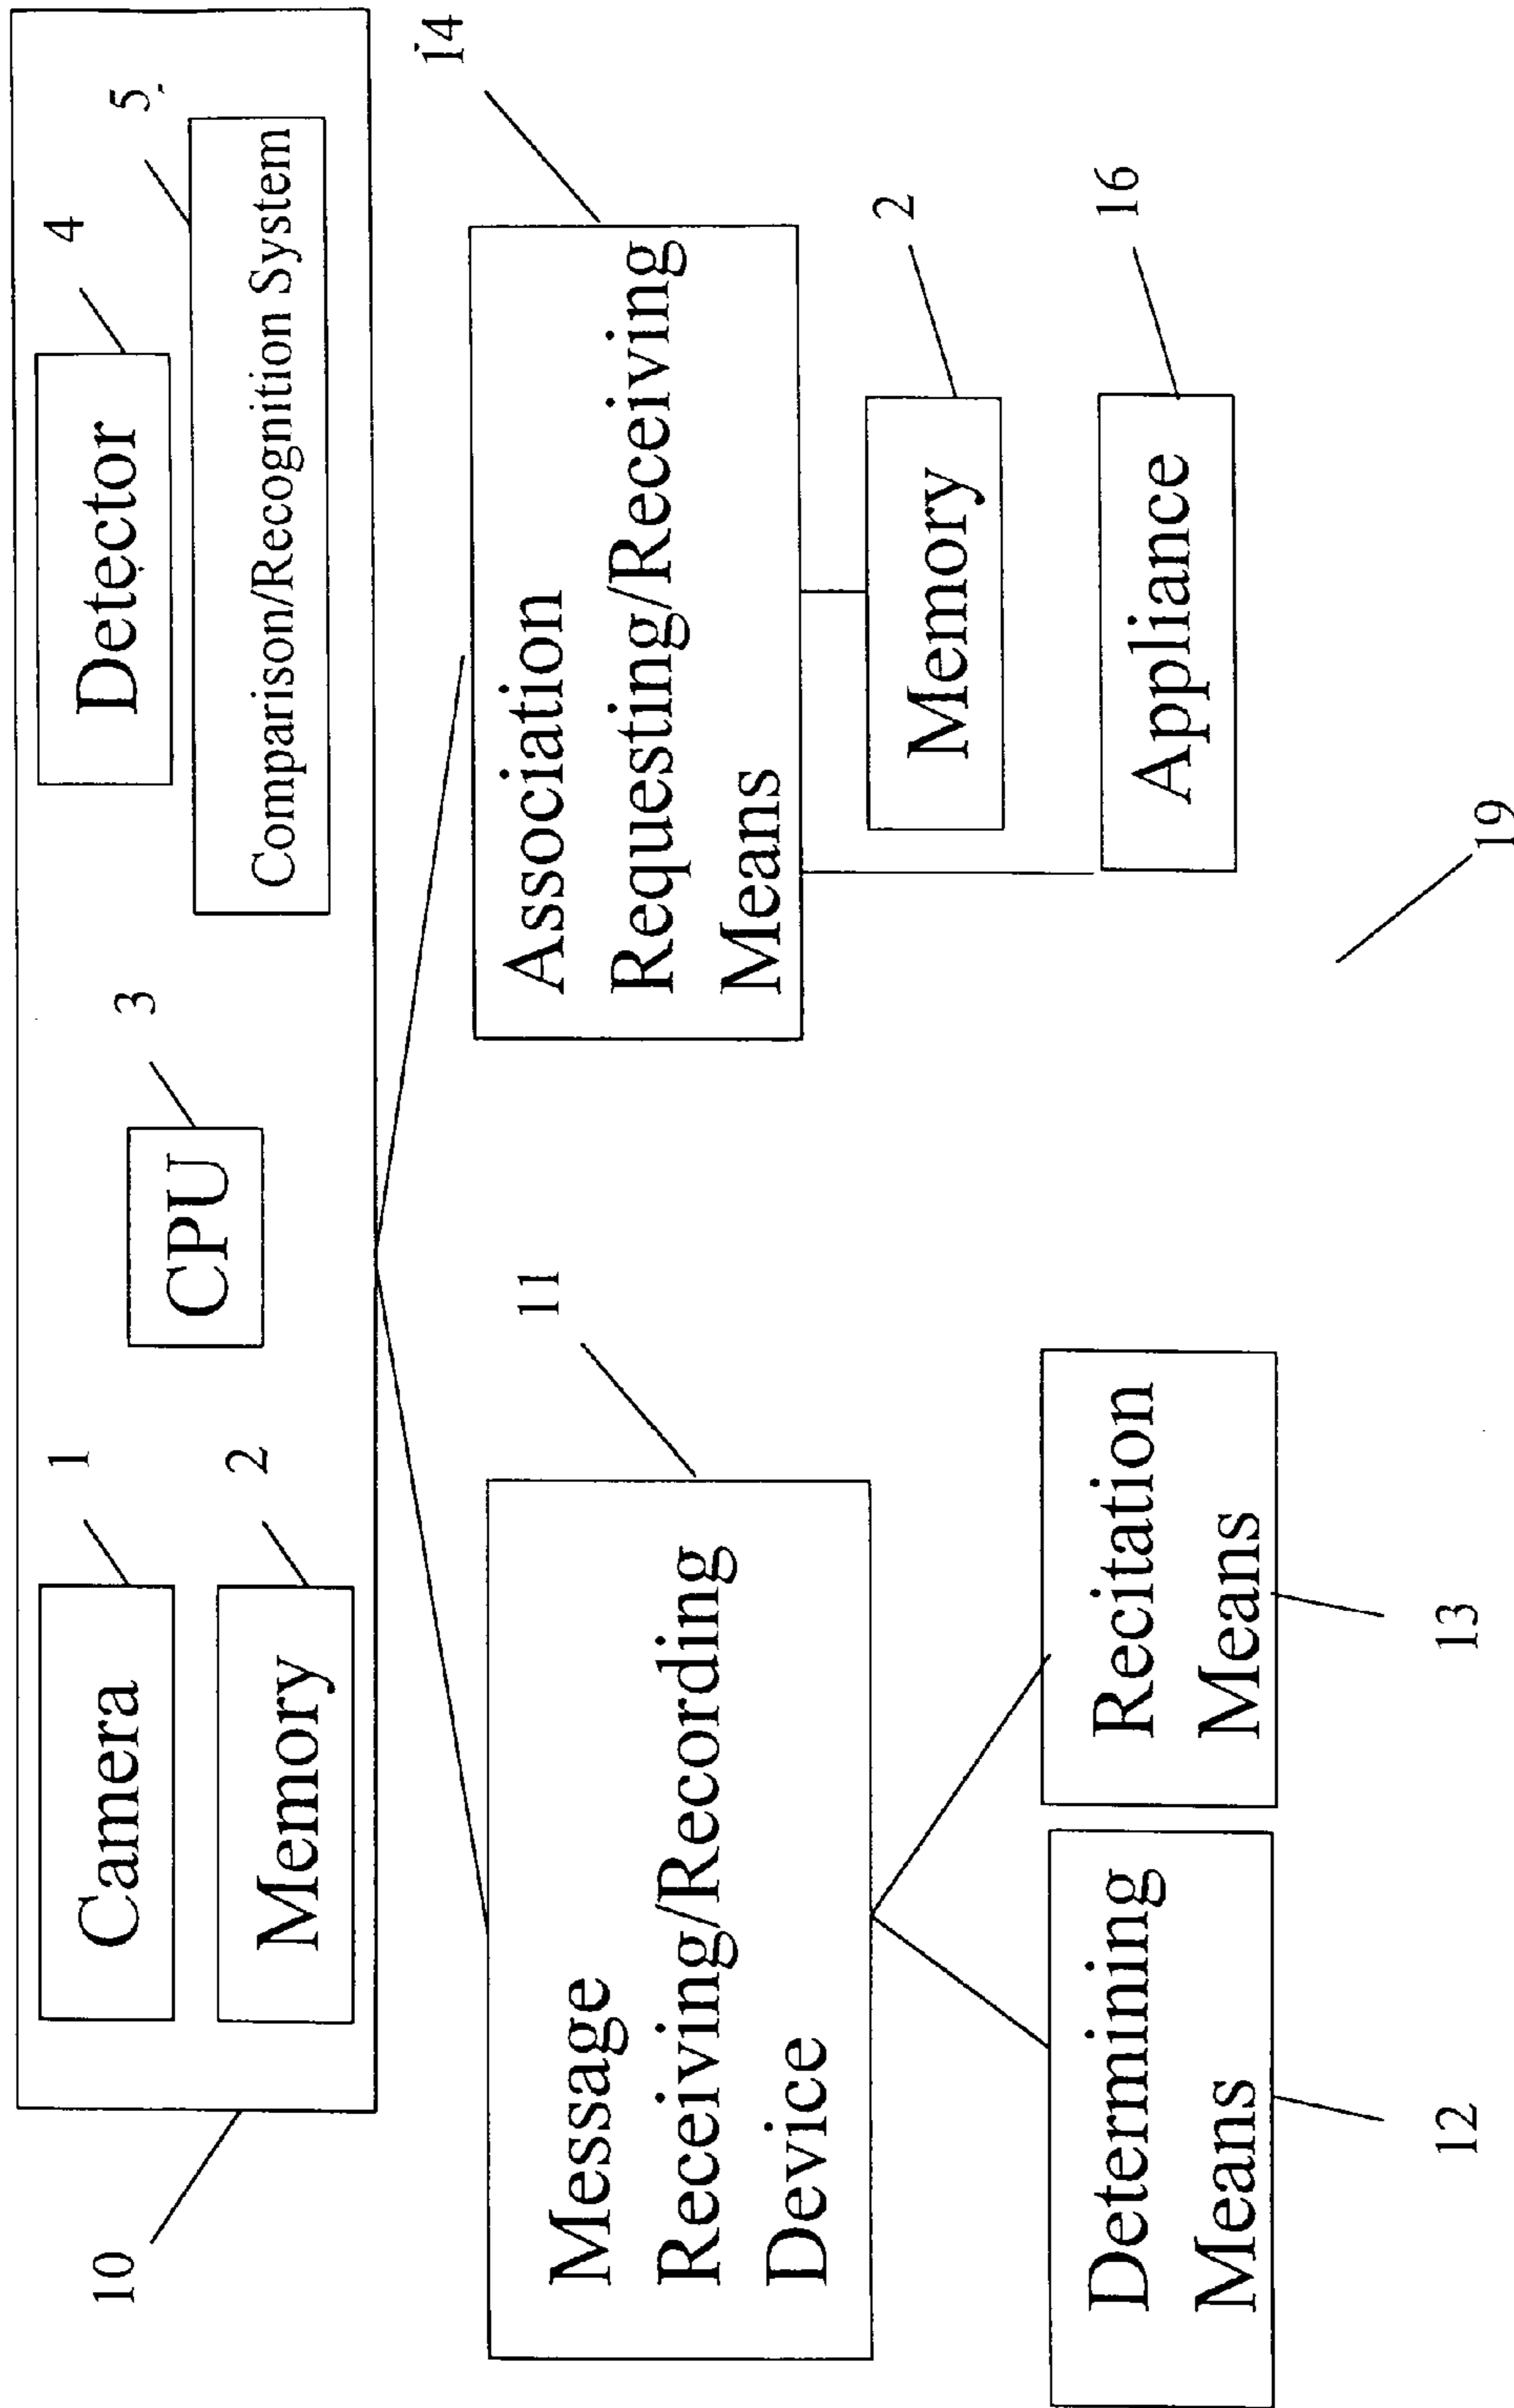 10
1
Camera
2
Memory
3
CPU
4
Detector
5
Comparison/Recognition System
11
Message
Receiving/Recording
Device
14
Association
Requesting/Receiving
Means
2
Memory
16
Appliance
Determining
Means
12
Recitation
Means
13
19